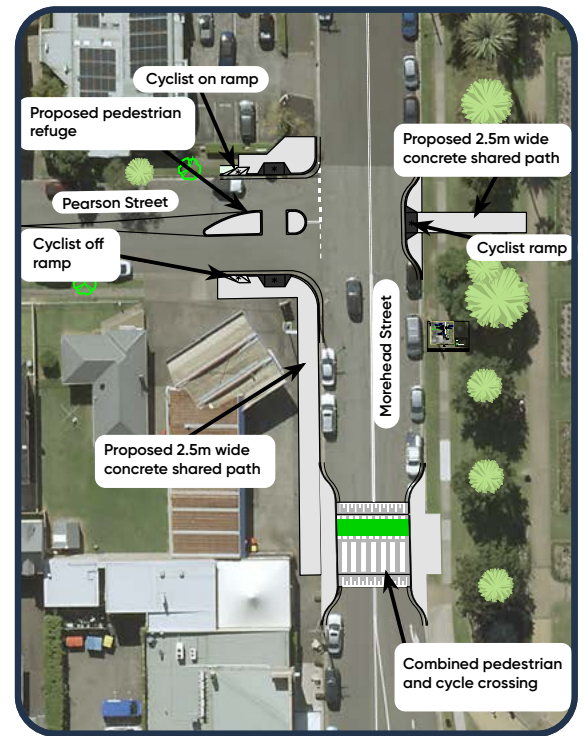 Cyclist on ramp
Proposed pedestrian
refuge
Proposed 2.5m wide
concrete shared path
Pearson Street
Cyclist off
ramp
Cyclist ramp
Morehead Street
Proposed 2.5m wide
concrete shared path
Combined pedestrian
and cycle crossing